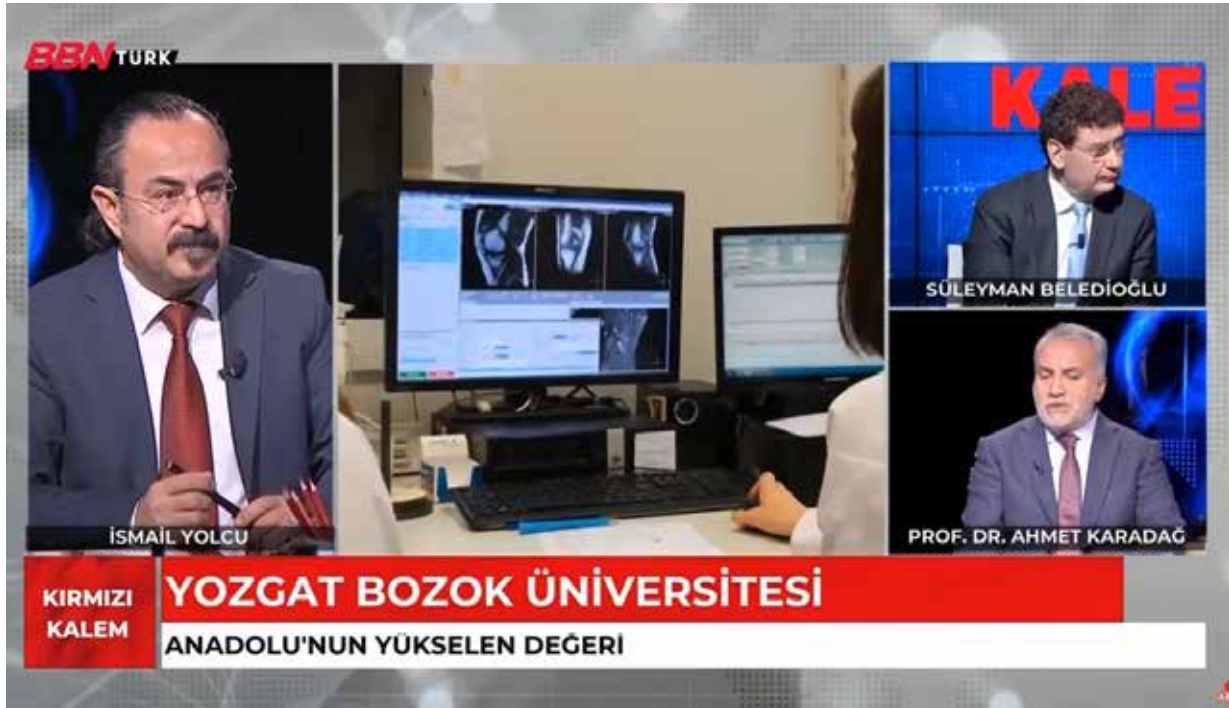 BBN TURK
KALE
SÜLEYMAN BELEDİOĞLU
İSMAİL YOLCU
PROF. DR. AHMET KARADAĞ
KIRMIZI
KALEM
YOZGAT BOZOK ÜNİVERSİTESİ
ANADOLU'NUN YÜKSELEN DEĞERİ